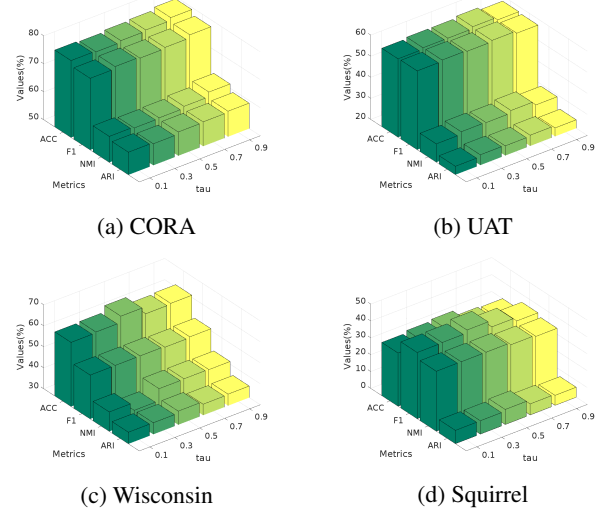 80
70
60
50
Values(%)
ACC
F1
NMI
ARI
Metrics
0.1
0.3
0.5
0.7
0.9
tau
(a) CORA
60
50
40
30
20
Values(%)
ACC
F1
NMI
ARI
Metrics
0.1
0.3
0.5
0.7
0.9
tau
(b) UAT
70
60
50
40
30
Values(%)
ACC
F1
NMI
ARI
Metrics
0.1
0.3
0.5
0.7
0.9
tau
(c) Wisconsin
50
40
30
20
10
0
Values(%)
ACC
F1
NMI
ARI
Metrics
0.1
0.3
0.5
0.7
0.9
tau
(d) Squirrel